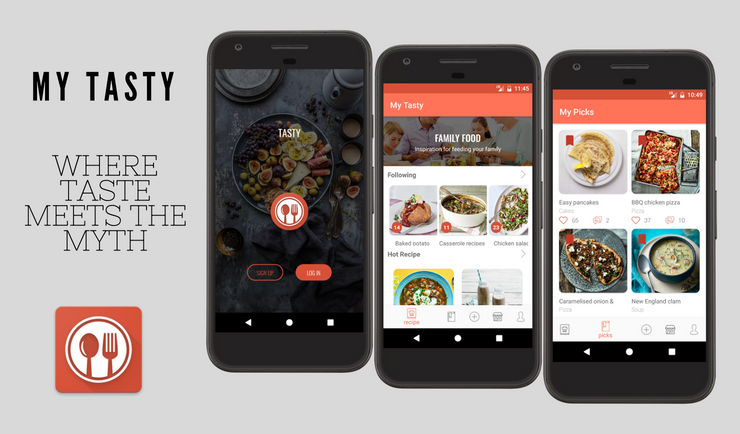 MY TASTY
WHERE
TASTE
MEETS THE
MYTH
TASTY
SIGN UP
LOG IN
11:45
My Tasty
FAMILY FOOD
Inspiration for feeding your family
Following
14
11
23
Baked potato
Casserole recipes
Chicken salad
Hot Recipe
recipe
10:49
My Picks
Easy pancakes
Cakes
65
2
BBQ chicken pizza
Pizza
37
10
Caramelised onion &
Pizza
New England clam
Soup
picks